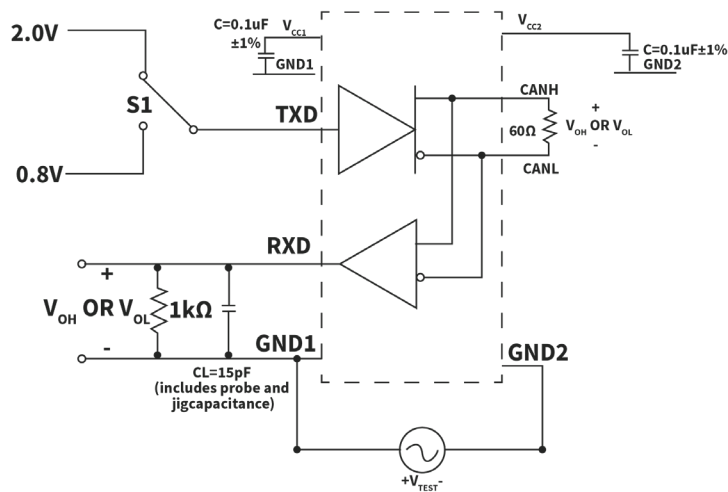 2.0V
C=0.1uF
±1%
VCC1
GND1
VCC2
C=0.1uF±1%
GND2
S1
TXD
CANH
60Ω
+
VOH OR VOL
-
CANL
0.8V
RXD
+
VOH OR VOL
1kΩ
-
GND1
GND2
CL=15pF
(includes probe and
jigcapacitance)
+VTEST-